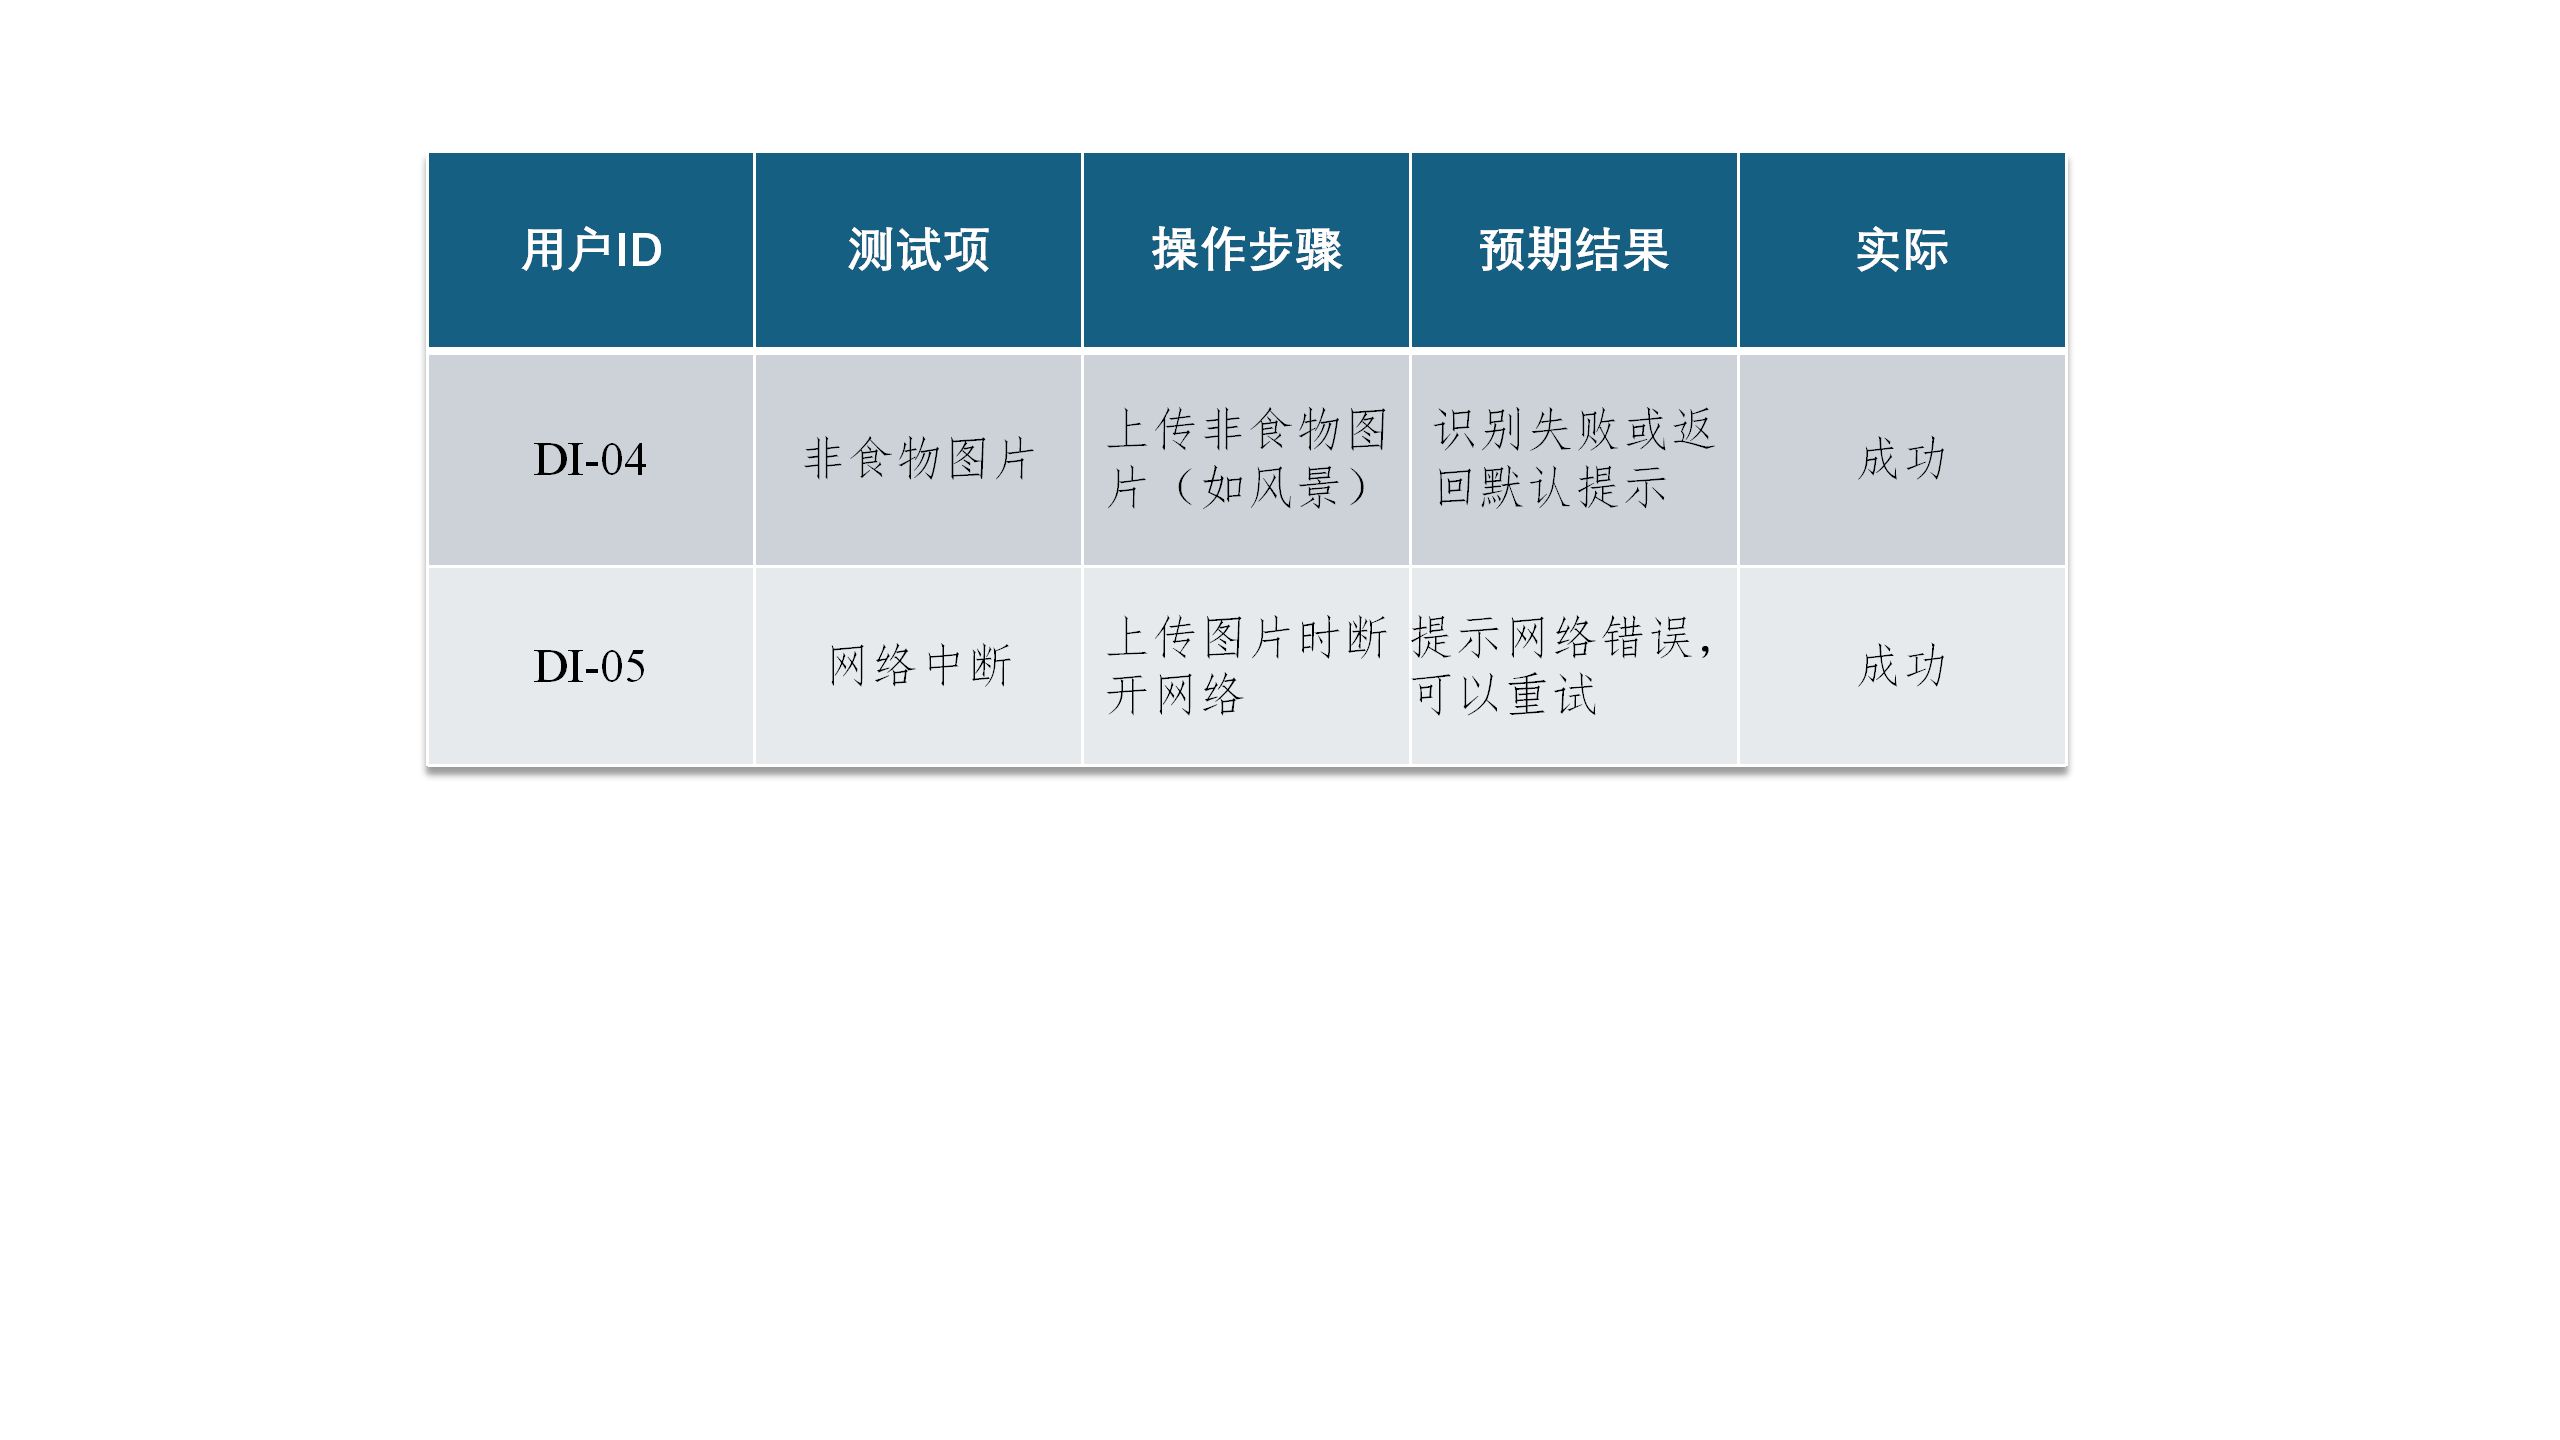 用户ID 测试项 操作步骤 预期结果 实际
DI-04 非食物图片 上传非食物图 识别失败或返 成功
片（如风景） 回默认提示
DI-05 网络中断 上传图片时断 提示网络错误， 成功
开网络 可以重试